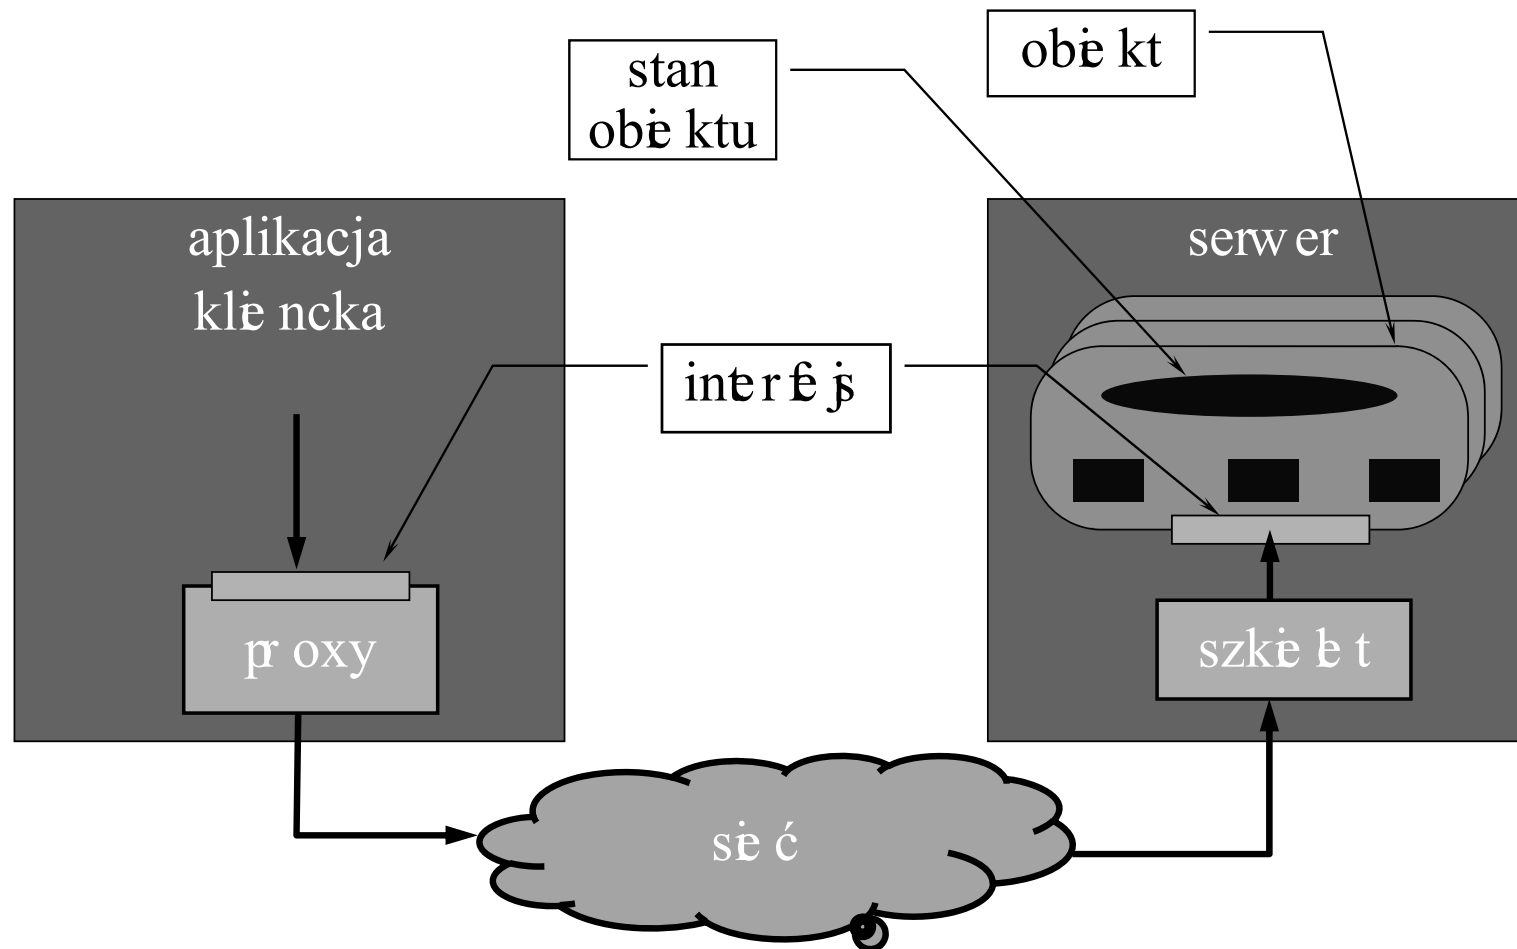 stan
obiektu
obiekt
aplikacja
kliencka
serwer
interfejs
proxy
szkielet
sieć